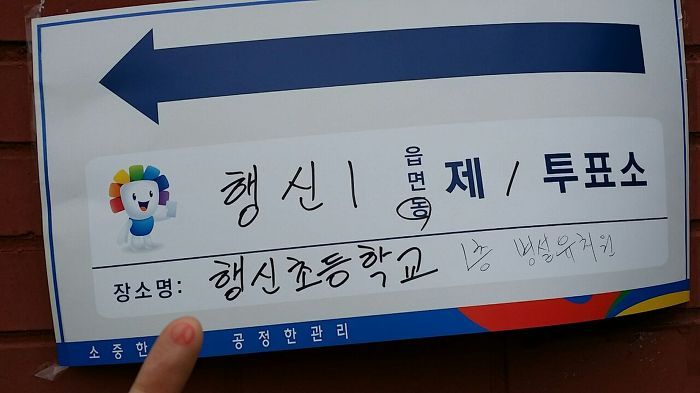 행신1 읍면동 제1투표소
장소명: 행신초등학교 1층 병설유치원
소중한 공정한관리